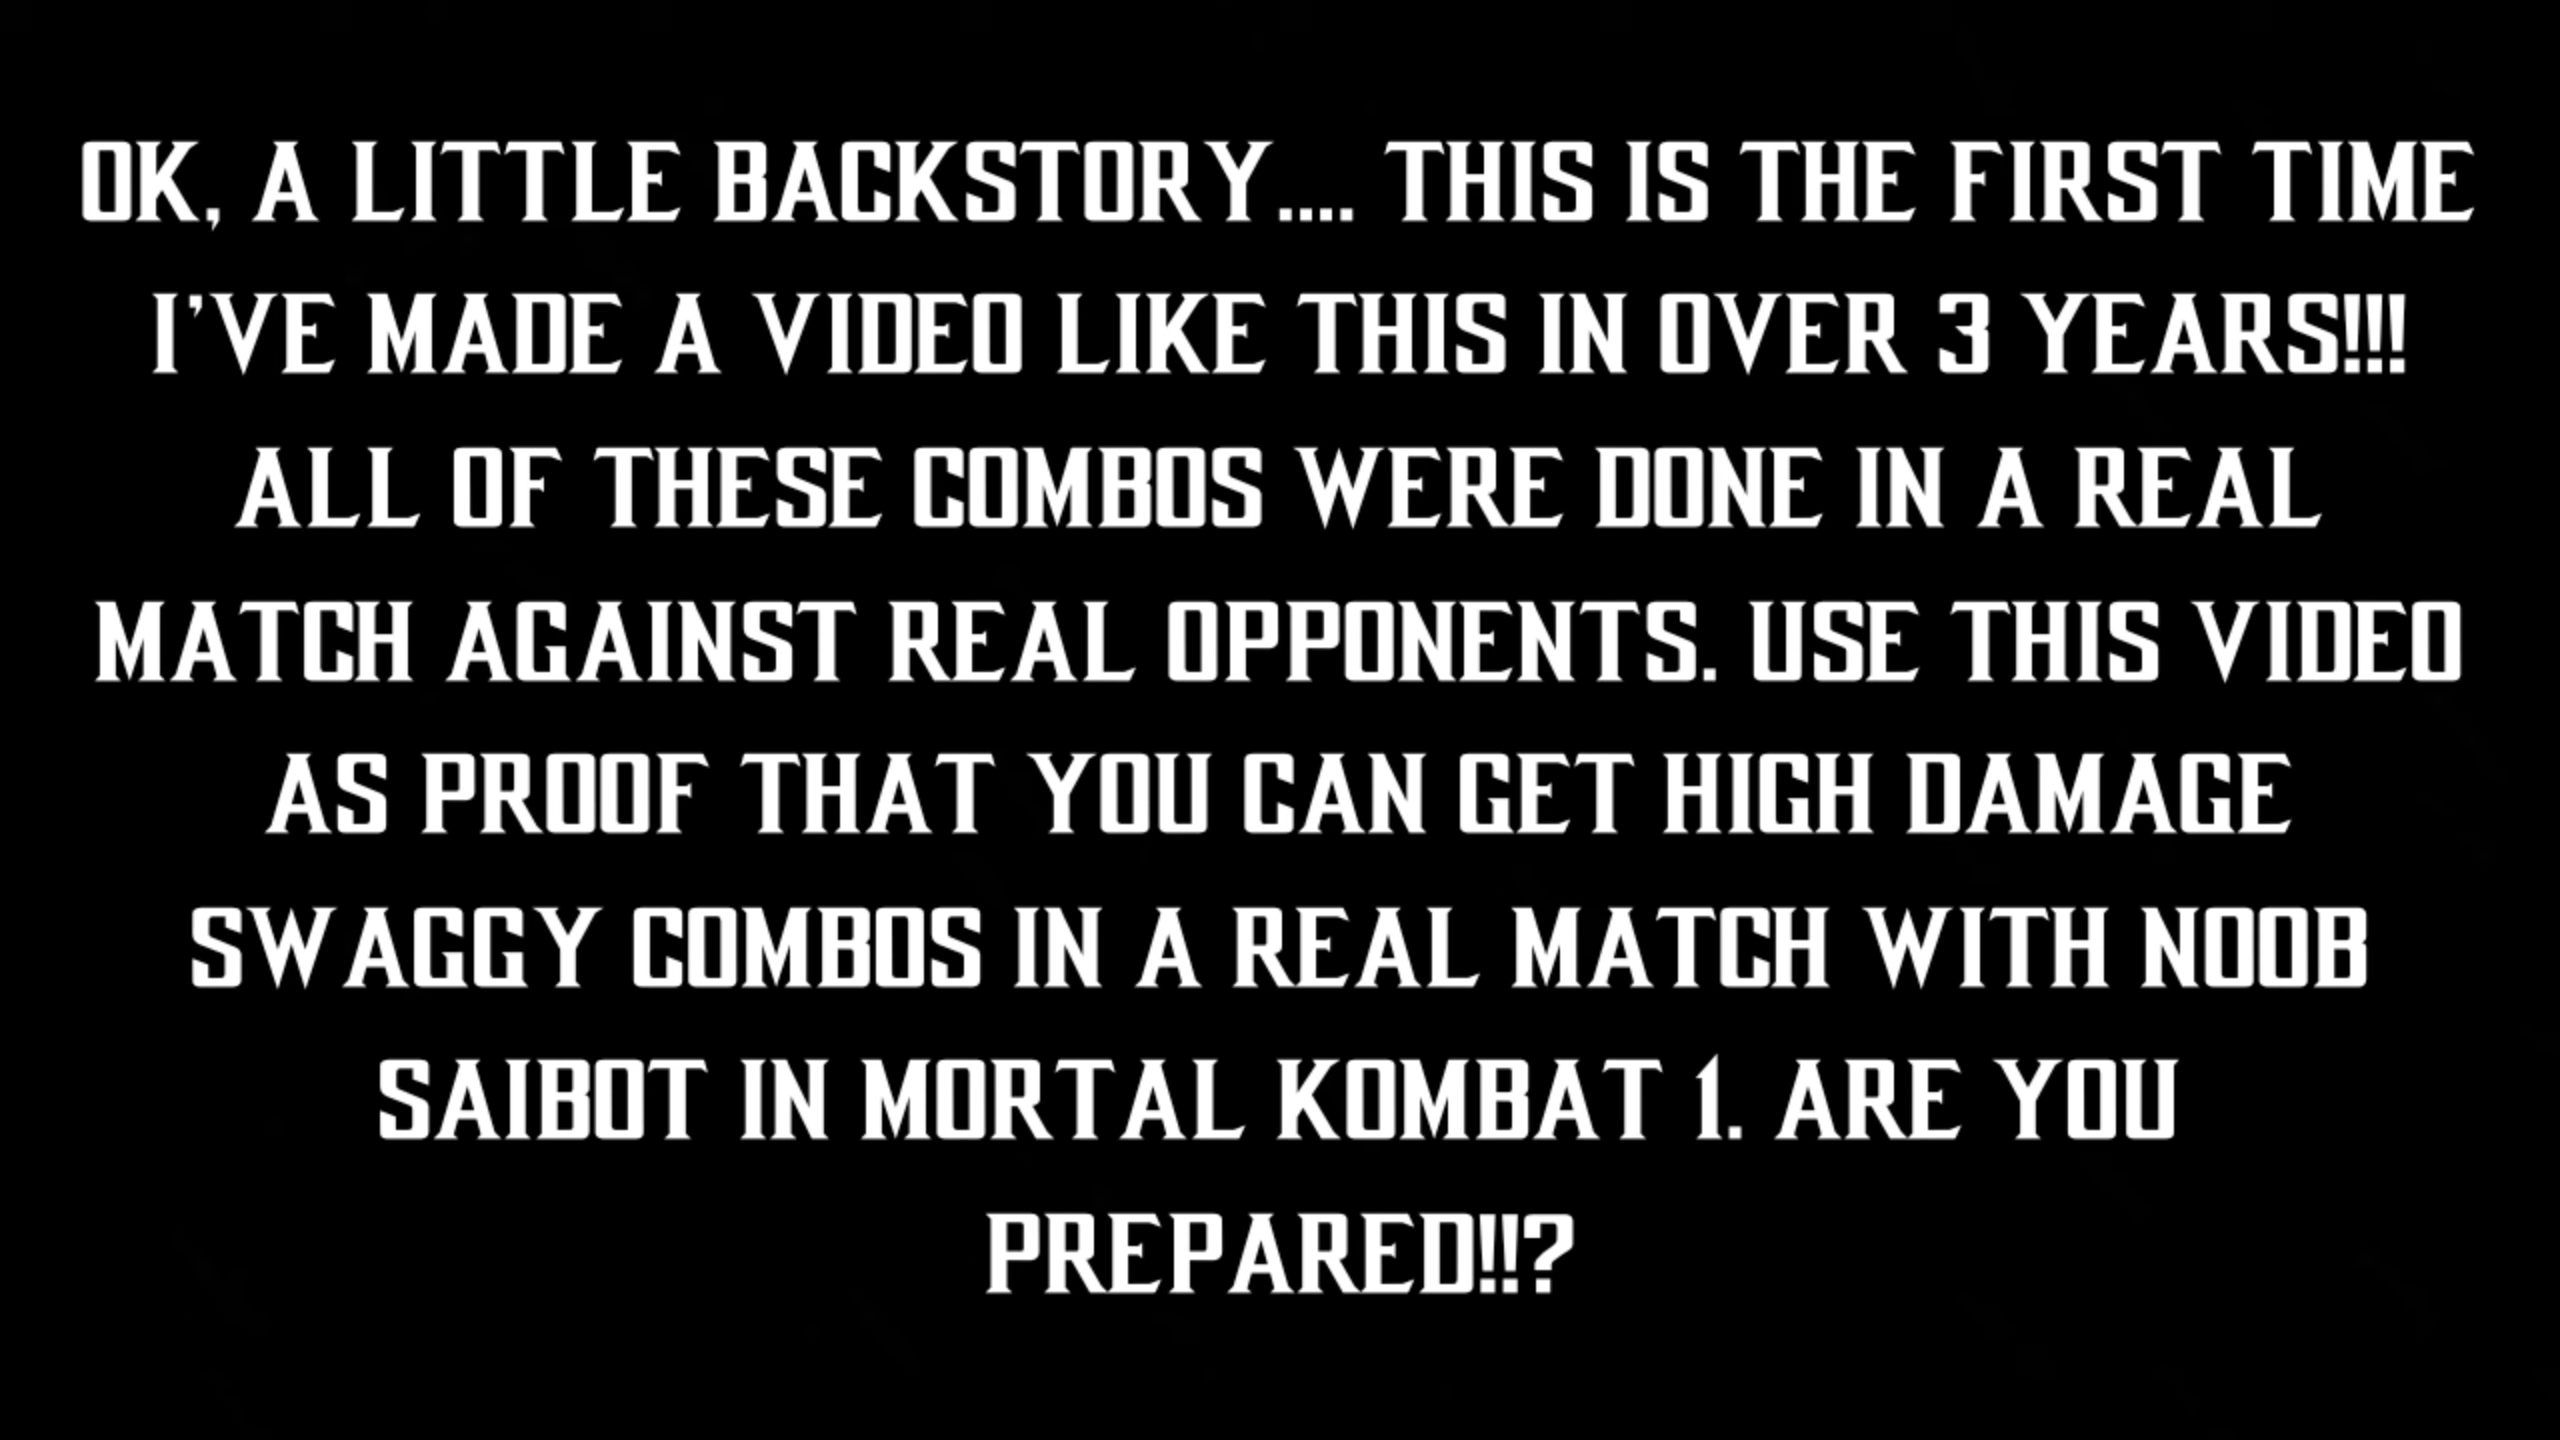 OK, A LITTLE BACKSTORY.... THIS IS THE FIRST TIME
I'VE MADE A VIDEO LIKE THIS IN OVER 3 YEARS!!!
ALL OF THESE COMBOS WERE DONE IN A REAL
MATCH AGAINST REAL OPPONENTS. USE THIS VIDEO
AS PROOF THAT YOU CAN GET HIGH DAMAGE
SWAGGY COMBOS IN A REAL MATCH WITH NOOB
SAIBOT IN MORTAL KOMBAT 1. ARE YOU
PREPARED!!?